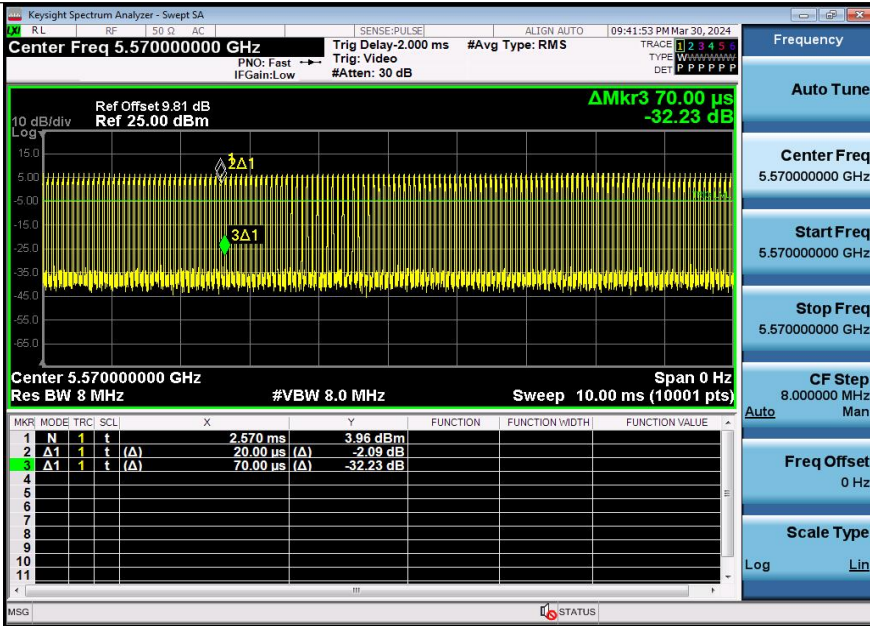 Keysight Spectrum Analyzer - Swept SA
LXI RL RF 50 Ω AC SENSE:PULSE ALIGN AUTO 09:41:53 PM Mar 30, 2024
Center Freq 5.570000000 GHz
PNO: Fast
IFGain:Low
Trig Delay-2.000 ms
Trig: Video
#Atten: 30 dB
#Avg Type: RMS
TRACE 1 2 3 4 5 6
TYPE WWWWWW
DET P P P P P P
ΔMkr3 70.00 µs
-32.23 dB
Ref Offset 9.81 dB
10 dB/div Ref 25.00 dBm
Log
15.0
5.00
-5.00
-15.0
-25.0
-35.0
-45.0
-55.0
-65.0
2Δ1
3Δ1
Center 5.570000000 GHz Span 0 Hz
Res BW 8 MHz #VBW 8.0 MHz Sweep 10.00 ms (10001 pts)
MKR MODE TRC SCL X Y FUNCTION FUNCTION WIDTH FUNCTION VALUE
1 N 1 t 2.570 ms 3.96 dBm
2 Δ1 1 t (Δ) 20.00 µs (Δ) -2.09 dB
3 Δ1 1 t (Δ) 70.00 µs (Δ) -32.23 dB
4
5
6
7
8
9
10
11
MSG STATUS
Frequency
Auto Tune
Center Freq
5.570000000 GHz
Start Freq
5.570000000 GHz
Stop Freq
5.570000000 GHz
CF Step
8.000000 MHz
Auto Man
Freq Offset
0 Hz
Scale Type
Log Lin